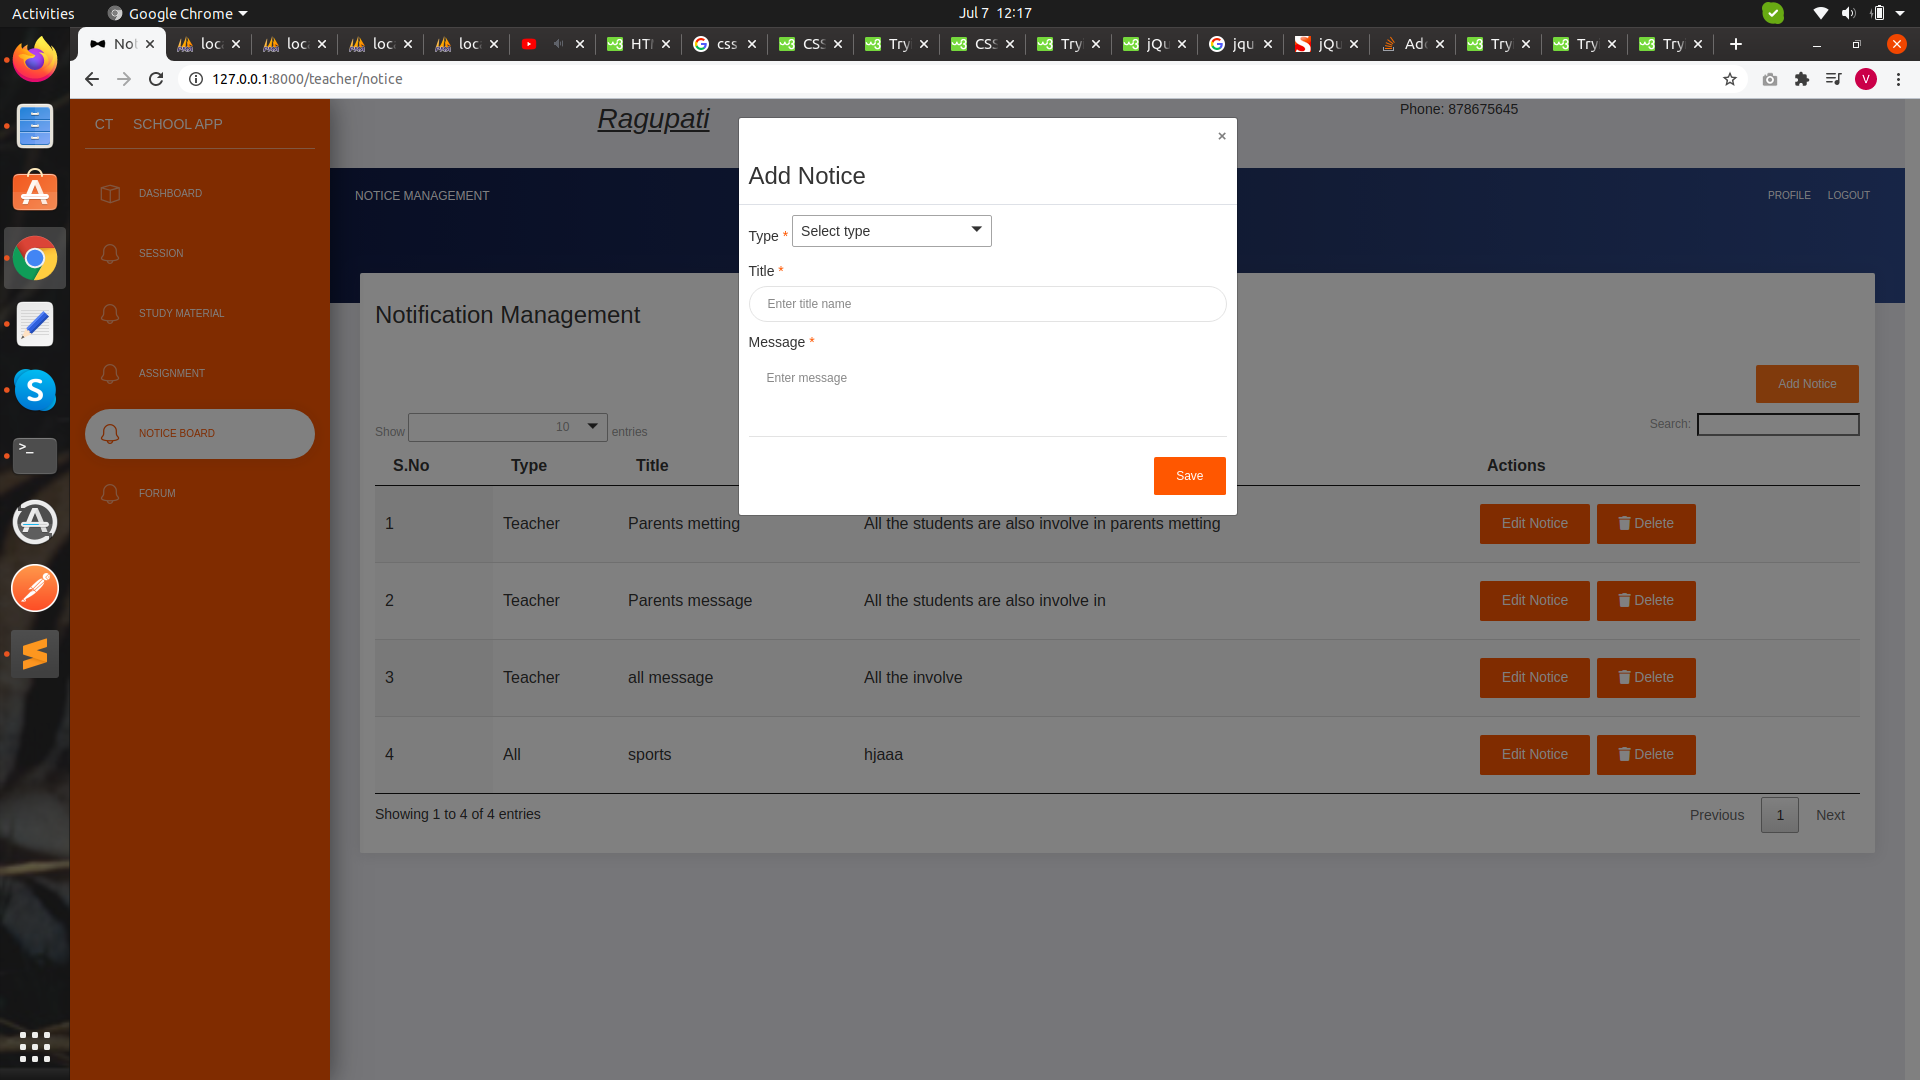 Activities
Google Chrome
Jul 7 12:17
Not
loca
loca
loca
loca
HTM
css
CSS
Try
CSS
Try
jQu
jqu
jQu
Add
Try
Try
Try
127.0.0.1:8000/teacher/notice
V
CT SCHOOL APP
Ragupati
Phone: 878675645
NOTICE MANAGEMENT
PROFILE
LOGOUT
DASHBOARD
SESSION
STUDY MATERIAL
ASSIGNMENT
NOTICE BOARD
FORUM
×
Add Notice
Type * Select type
Title *
Enter title name
Message *
Enter message
Save
Notification Management
Add Notice
Show 10 entries
Search:
S.No Type Title Actions
1 Teacher Parents metting All the students are also involve in parents metting Edit Notice Delete
2 Teacher Parents message All the students are also involve in Edit Notice Delete
3 Teacher all message All the involve Edit Notice Delete
4 All sports hjaaa Edit Notice Delete
Showing 1 to 4 of 4 entries
Previous 1 Next